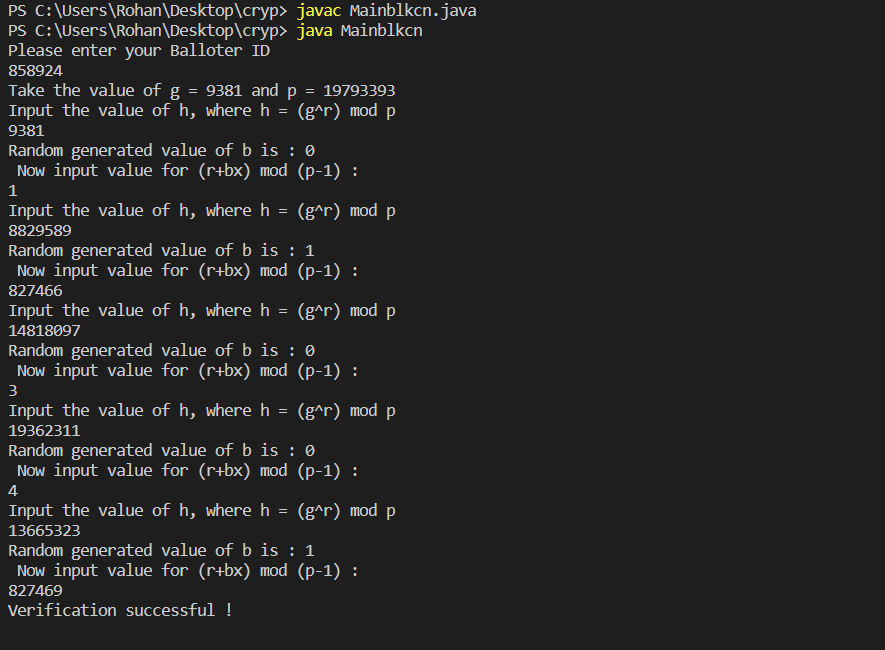 PS C:\Users\Rohan\Desktop\cryp> javac Mainblkcn.java
PS C:\Users\Rohan\Desktop\cryp> java Mainblkcn
Please enter your Balloter ID
858924
Take the value of g = 9381 and p = 19793393
Input the value of h, where h = (g^r) mod p
9381
Random generated value of b is : 0
 Now input value for (r+bx) mod (p-1) :
1
Input the value of h, where h = (g^r) mod p
8829589
Random generated value of b is : 1
 Now input value for (r+bx) mod (p-1) :
827466
Input the value of h, where h = (g^r) mod p
14818097
Random generated value of b is : 0
 Now input value for (r+bx) mod (p-1) :
3
Input the value of h, where h = (g^r) mod p
19362311
Random generated value of b is : 0
 Now input value for (r+bx) mod (p-1) :
4
Input the value of h, where h = (g^r) mod p
13665323
Random generated value of b is : 1
 Now input value for (r+bx) mod (p-1) :
827469
Verification successful !